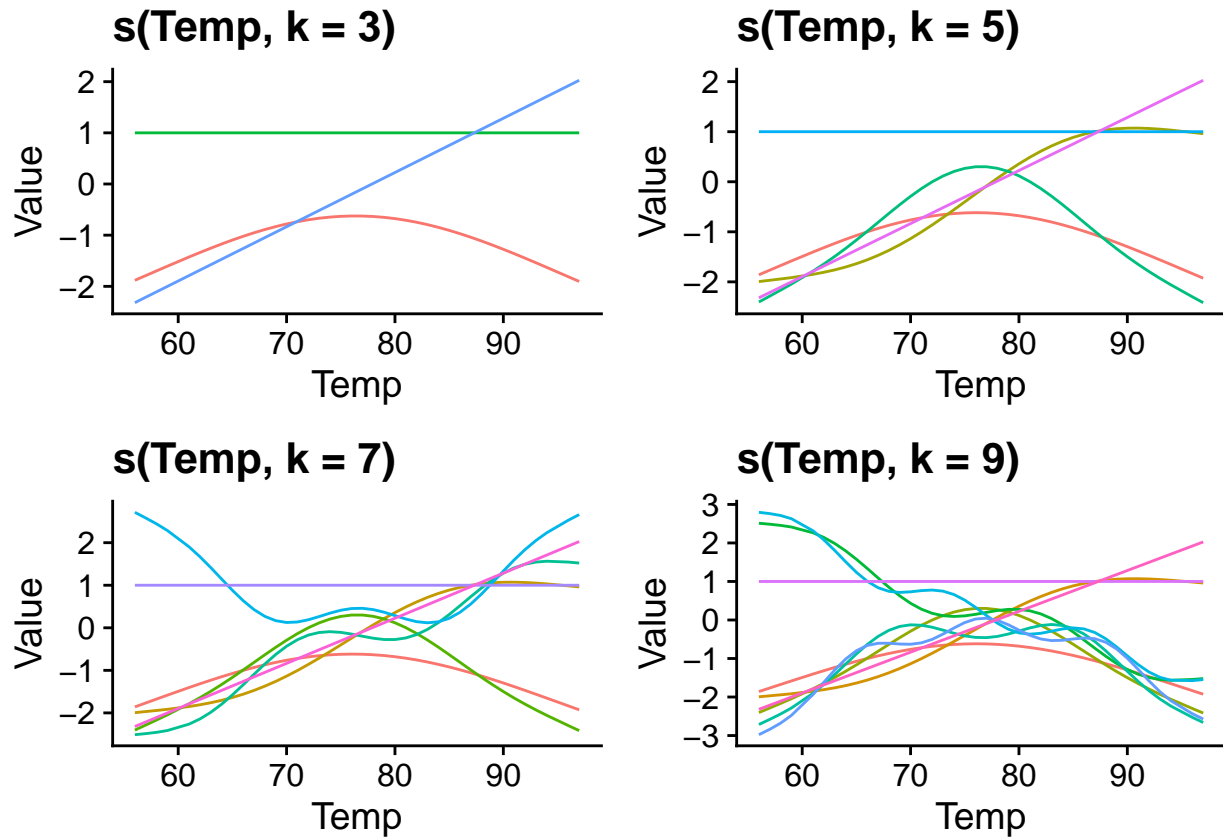 s(Temp, k = 3)
Value
2
1
0
−1
−2
60 70 80 90
Temp
s(Temp, k = 5)
Value
2
1
0
−1
−2
60 70 80 90
Temp
s(Temp, k = 7)
Value
2
1
0
−1
−2
60 70 80 90
Temp
s(Temp, k = 9)
Value
3
2
1
0
−1
−2
−3
60 70 80 90
Temp